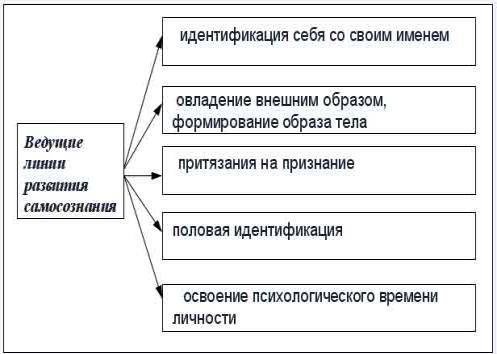 Ведущие
линии
развития
самосознания
идентификация себя со своим именем
овладение внешним образом,
формирование образа тела
притязания на признание
половая идентификация
освоение психологического времени
личности